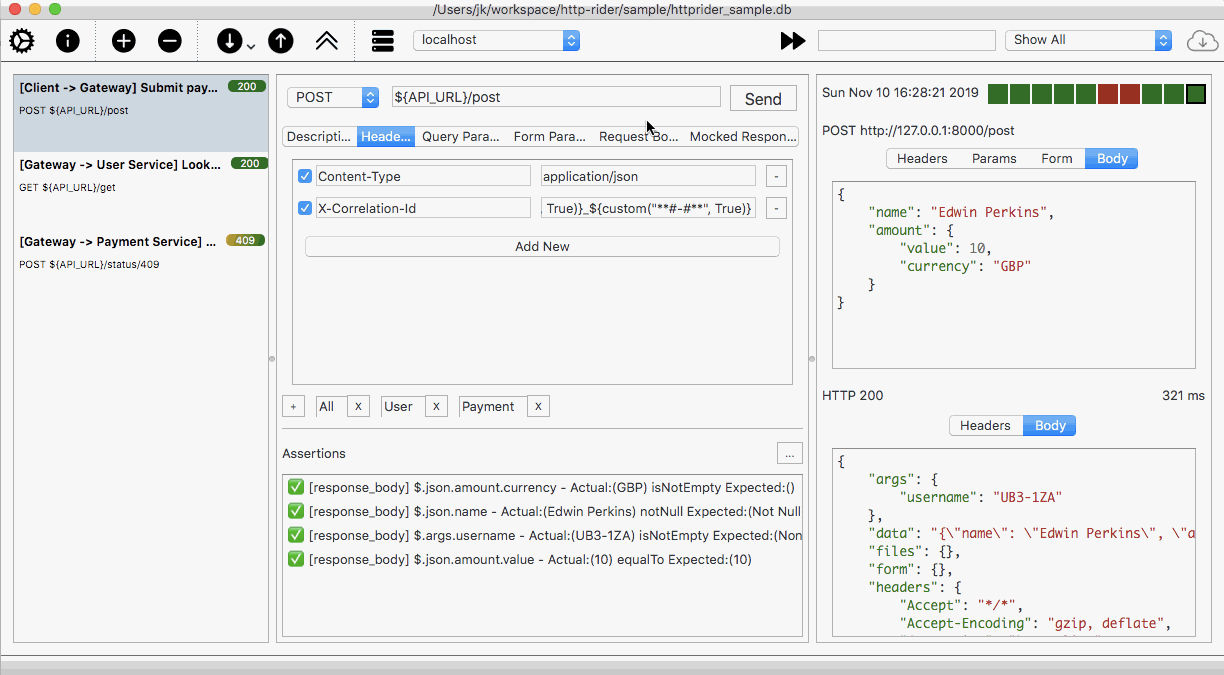 /Users/jk/workspace/http-rider/sample/httprider_sample.db
localhost
Show All
[Client -> Gateway] Submit pay... 200
POST ${API_URL}/post
[Gateway -> User Service] Look... 200
GET ${API_URL}/get
[Gateway -> Payment Service] ... 409
POST ${API_URL}/status/409
POST ${API_URL}/post Send
Descripti... Heade... Query Para... Form Para... Request Bo... Mocked Respon...
Content-Type application/json -
X-Correlation-Id , True)}_${custom("**#-#**", True)} -
Add New
+ All X User X Payment X
Assertions ...
[response_body] $.json.amount.currency - Actual:(GBP) isNotEmpty Expected:()
[response_body] $.json.name - Actual:(Edwin Perkins) notNull Expected:(Not Null
[response_body] $.args.username - Actual:(UB3-1ZA) isNotEmpty Expected:(Non
[response_body] $.json.amount.value - Actual:(10) equalTo Expected:(10)
Sun Nov 10 16:28:21 2019
POST http://127.0.0.1:8000/post
Headers Params Form Body
{
"name": "Edwin Perkins",
"amount": {
"value": 10,
"currency": "GBP"
}
}
HTTP 200 321 ms
Headers Body
{
"args": {
"username": "UB3-1ZA"
},
"data": "{\"name\": \"Edwin Perkins\", \"a
"files": {},
"form": {},
"headers": {
"Accept": "*/*",
"Accept-Encoding": "gzip, deflate",